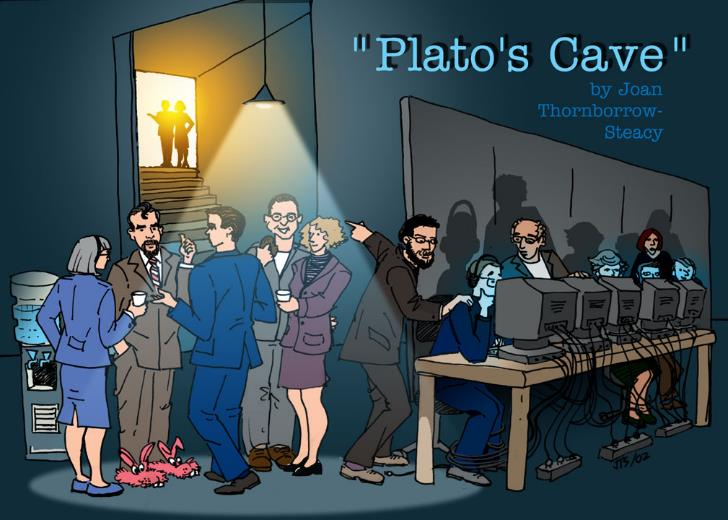 "Plato's Cave"
by Joan
Thornborrow-
Steacy
JTS/02